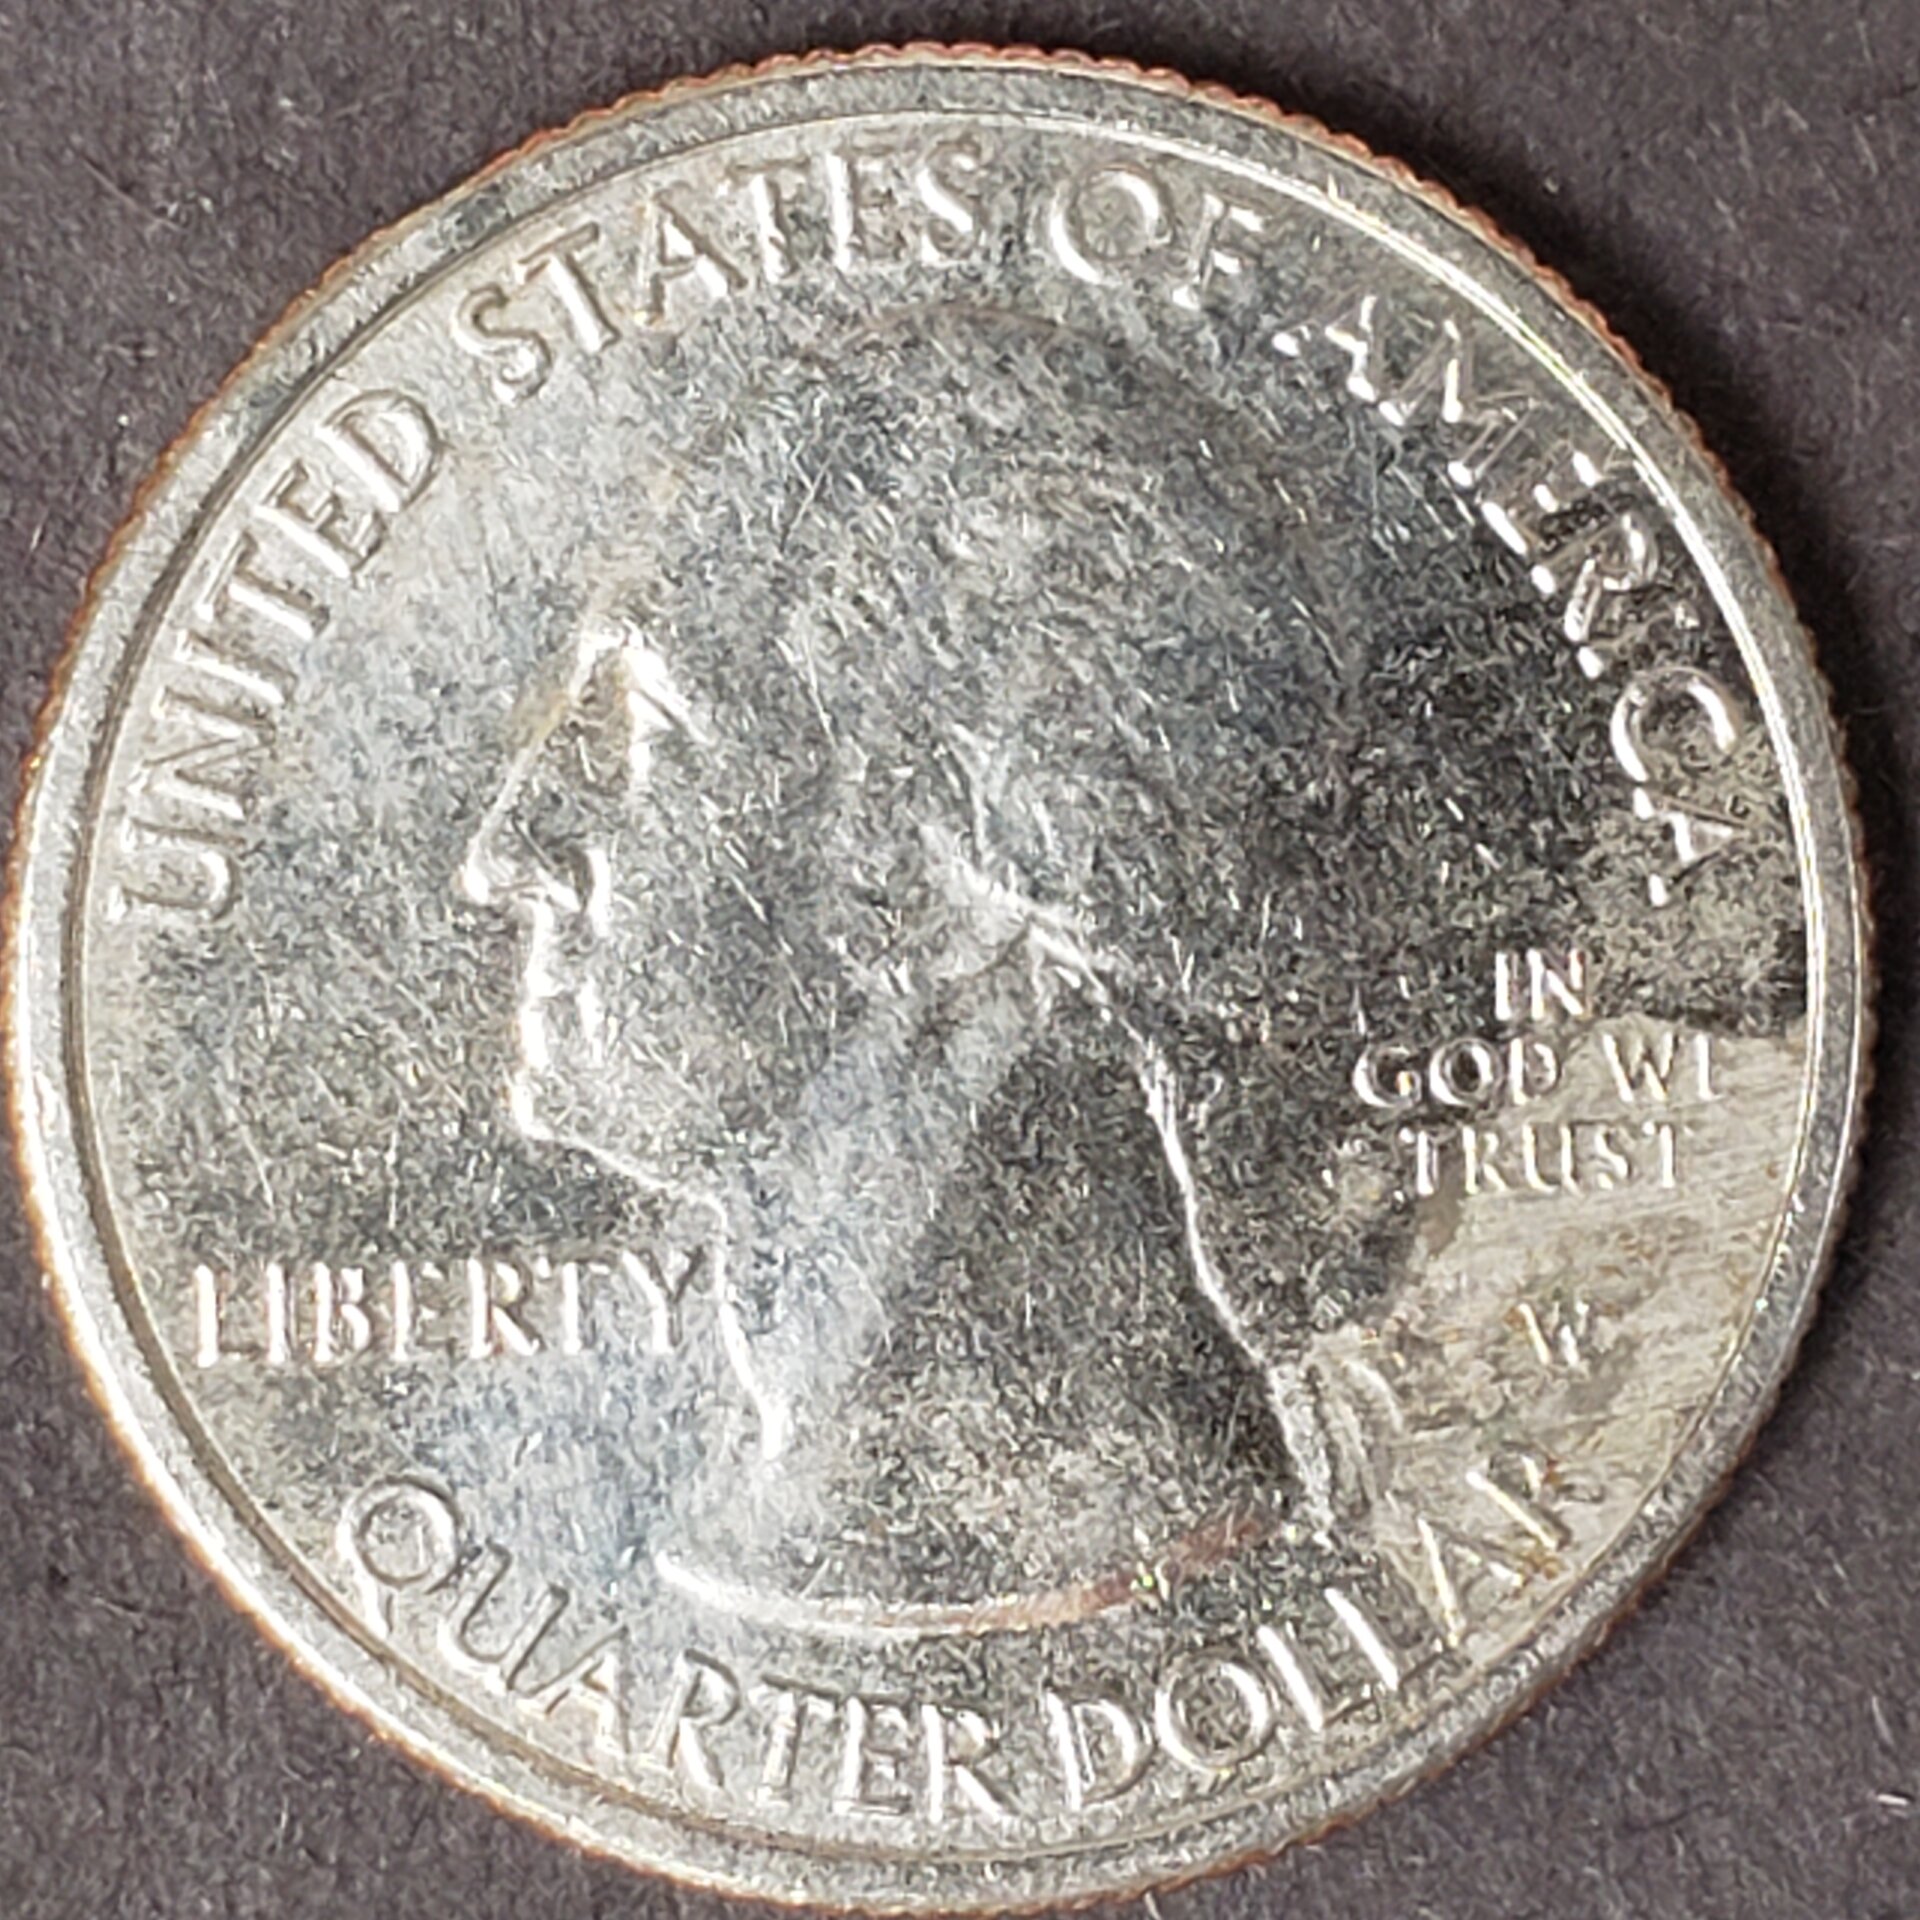 UNITED STATES OF AMERICA
IN
GOD WE
TRUST
LIBERTY
W
QUARTER DOLLAR